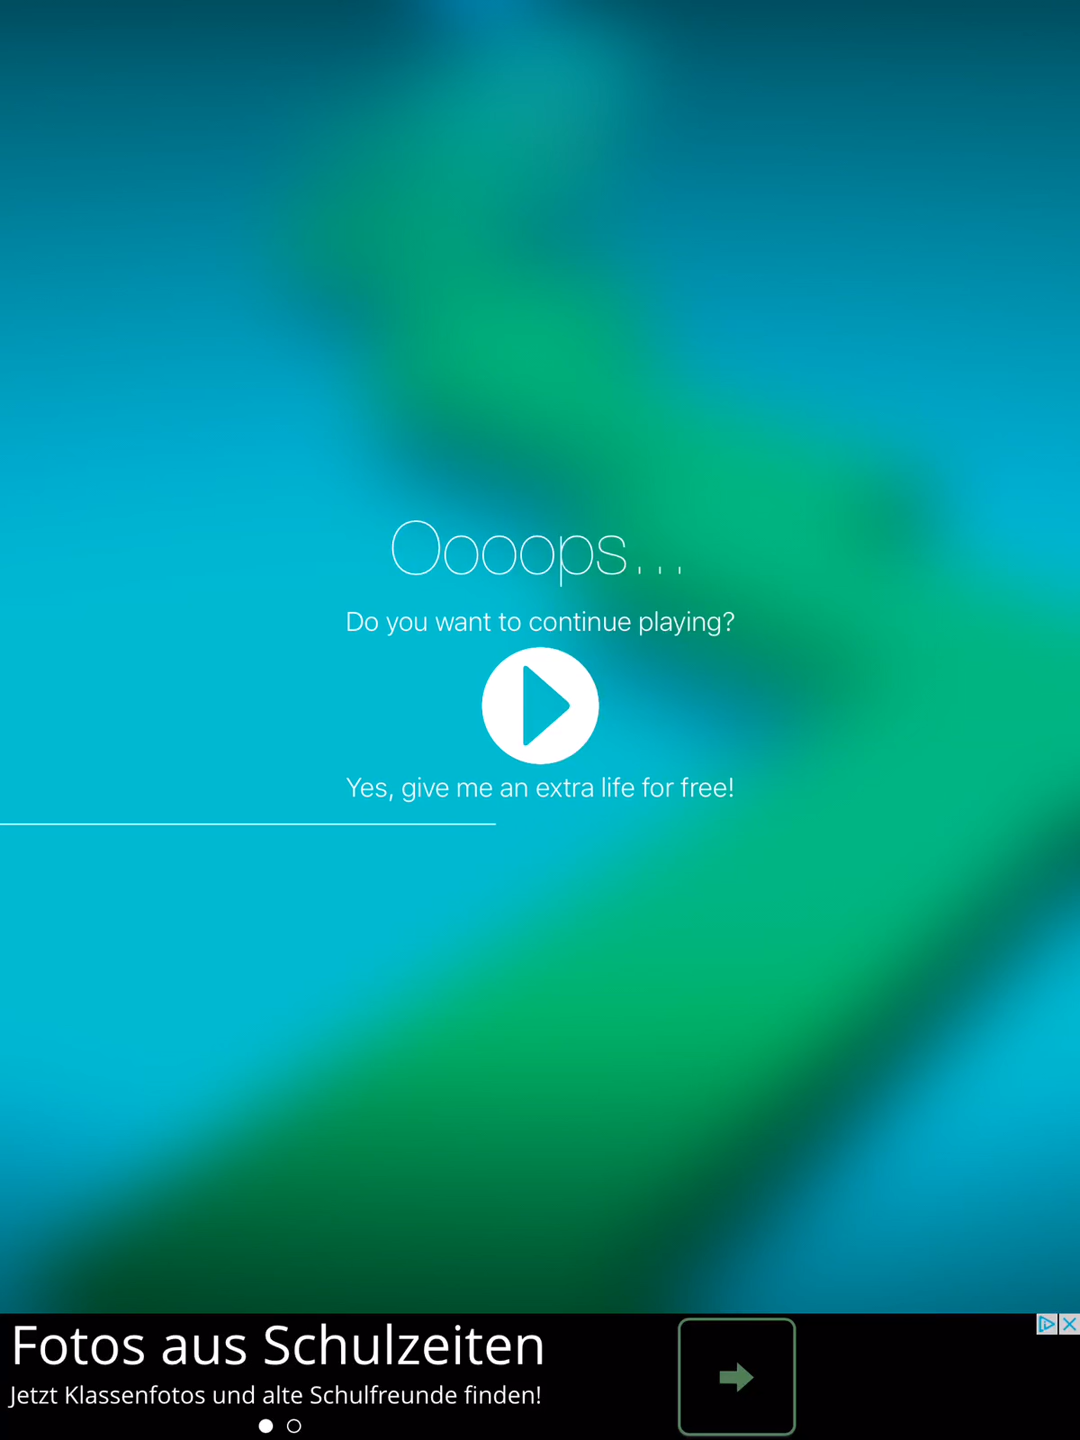 Oooops...
Do you want to continue playing?
Yes, give me an extra life for free!
Fotos aus Schulzeiten
Jetzt Klassenfotos und alte Schulfreunde finden!